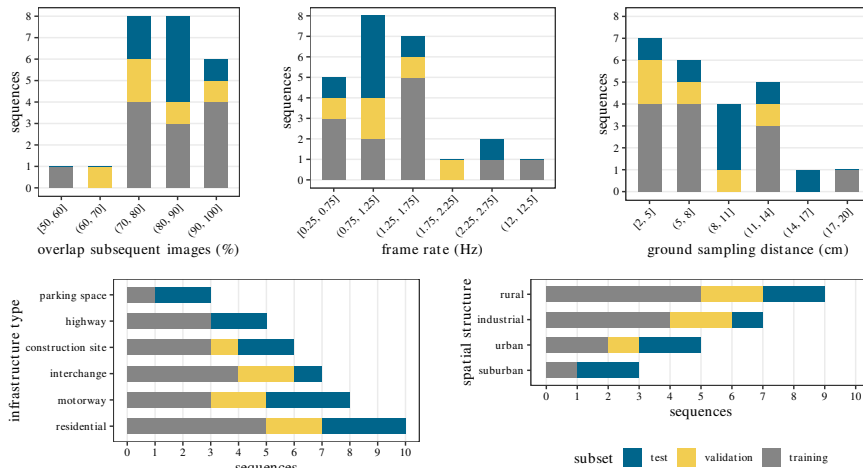 8
7
6
5
4
3
2
1
0
sequences
[50, 60]
(60, 70]
(70, 80]
(80, 90]
(90, 100]
overlap subsequent images (%)
8
7
6
5
4
3
2
1
0
sequences
[0.25, 0.75]
(0.75, 1.25]
(1.25, 1.75]
(1.75, 2.25]
(2.25, 2.75]
(12, 12.5]
frame rate (Hz)
8
7
6
5
4
3
2
1
0
sequences
[2, 5]
(5, 8]
(8, 11]
(11, 14]
(14, 17]
(17, 20]
ground sampling distance (cm)
infrastructure type
parking space
highway
construction site
interchange
motorway
residential
0 1 2 3 4 5 6 7 8 9 10
sequences
spatial structure
rural
industrial
urban
suburban
0 1 2 3 4 5 6 7 8 9 10
sequences
subset test validation training